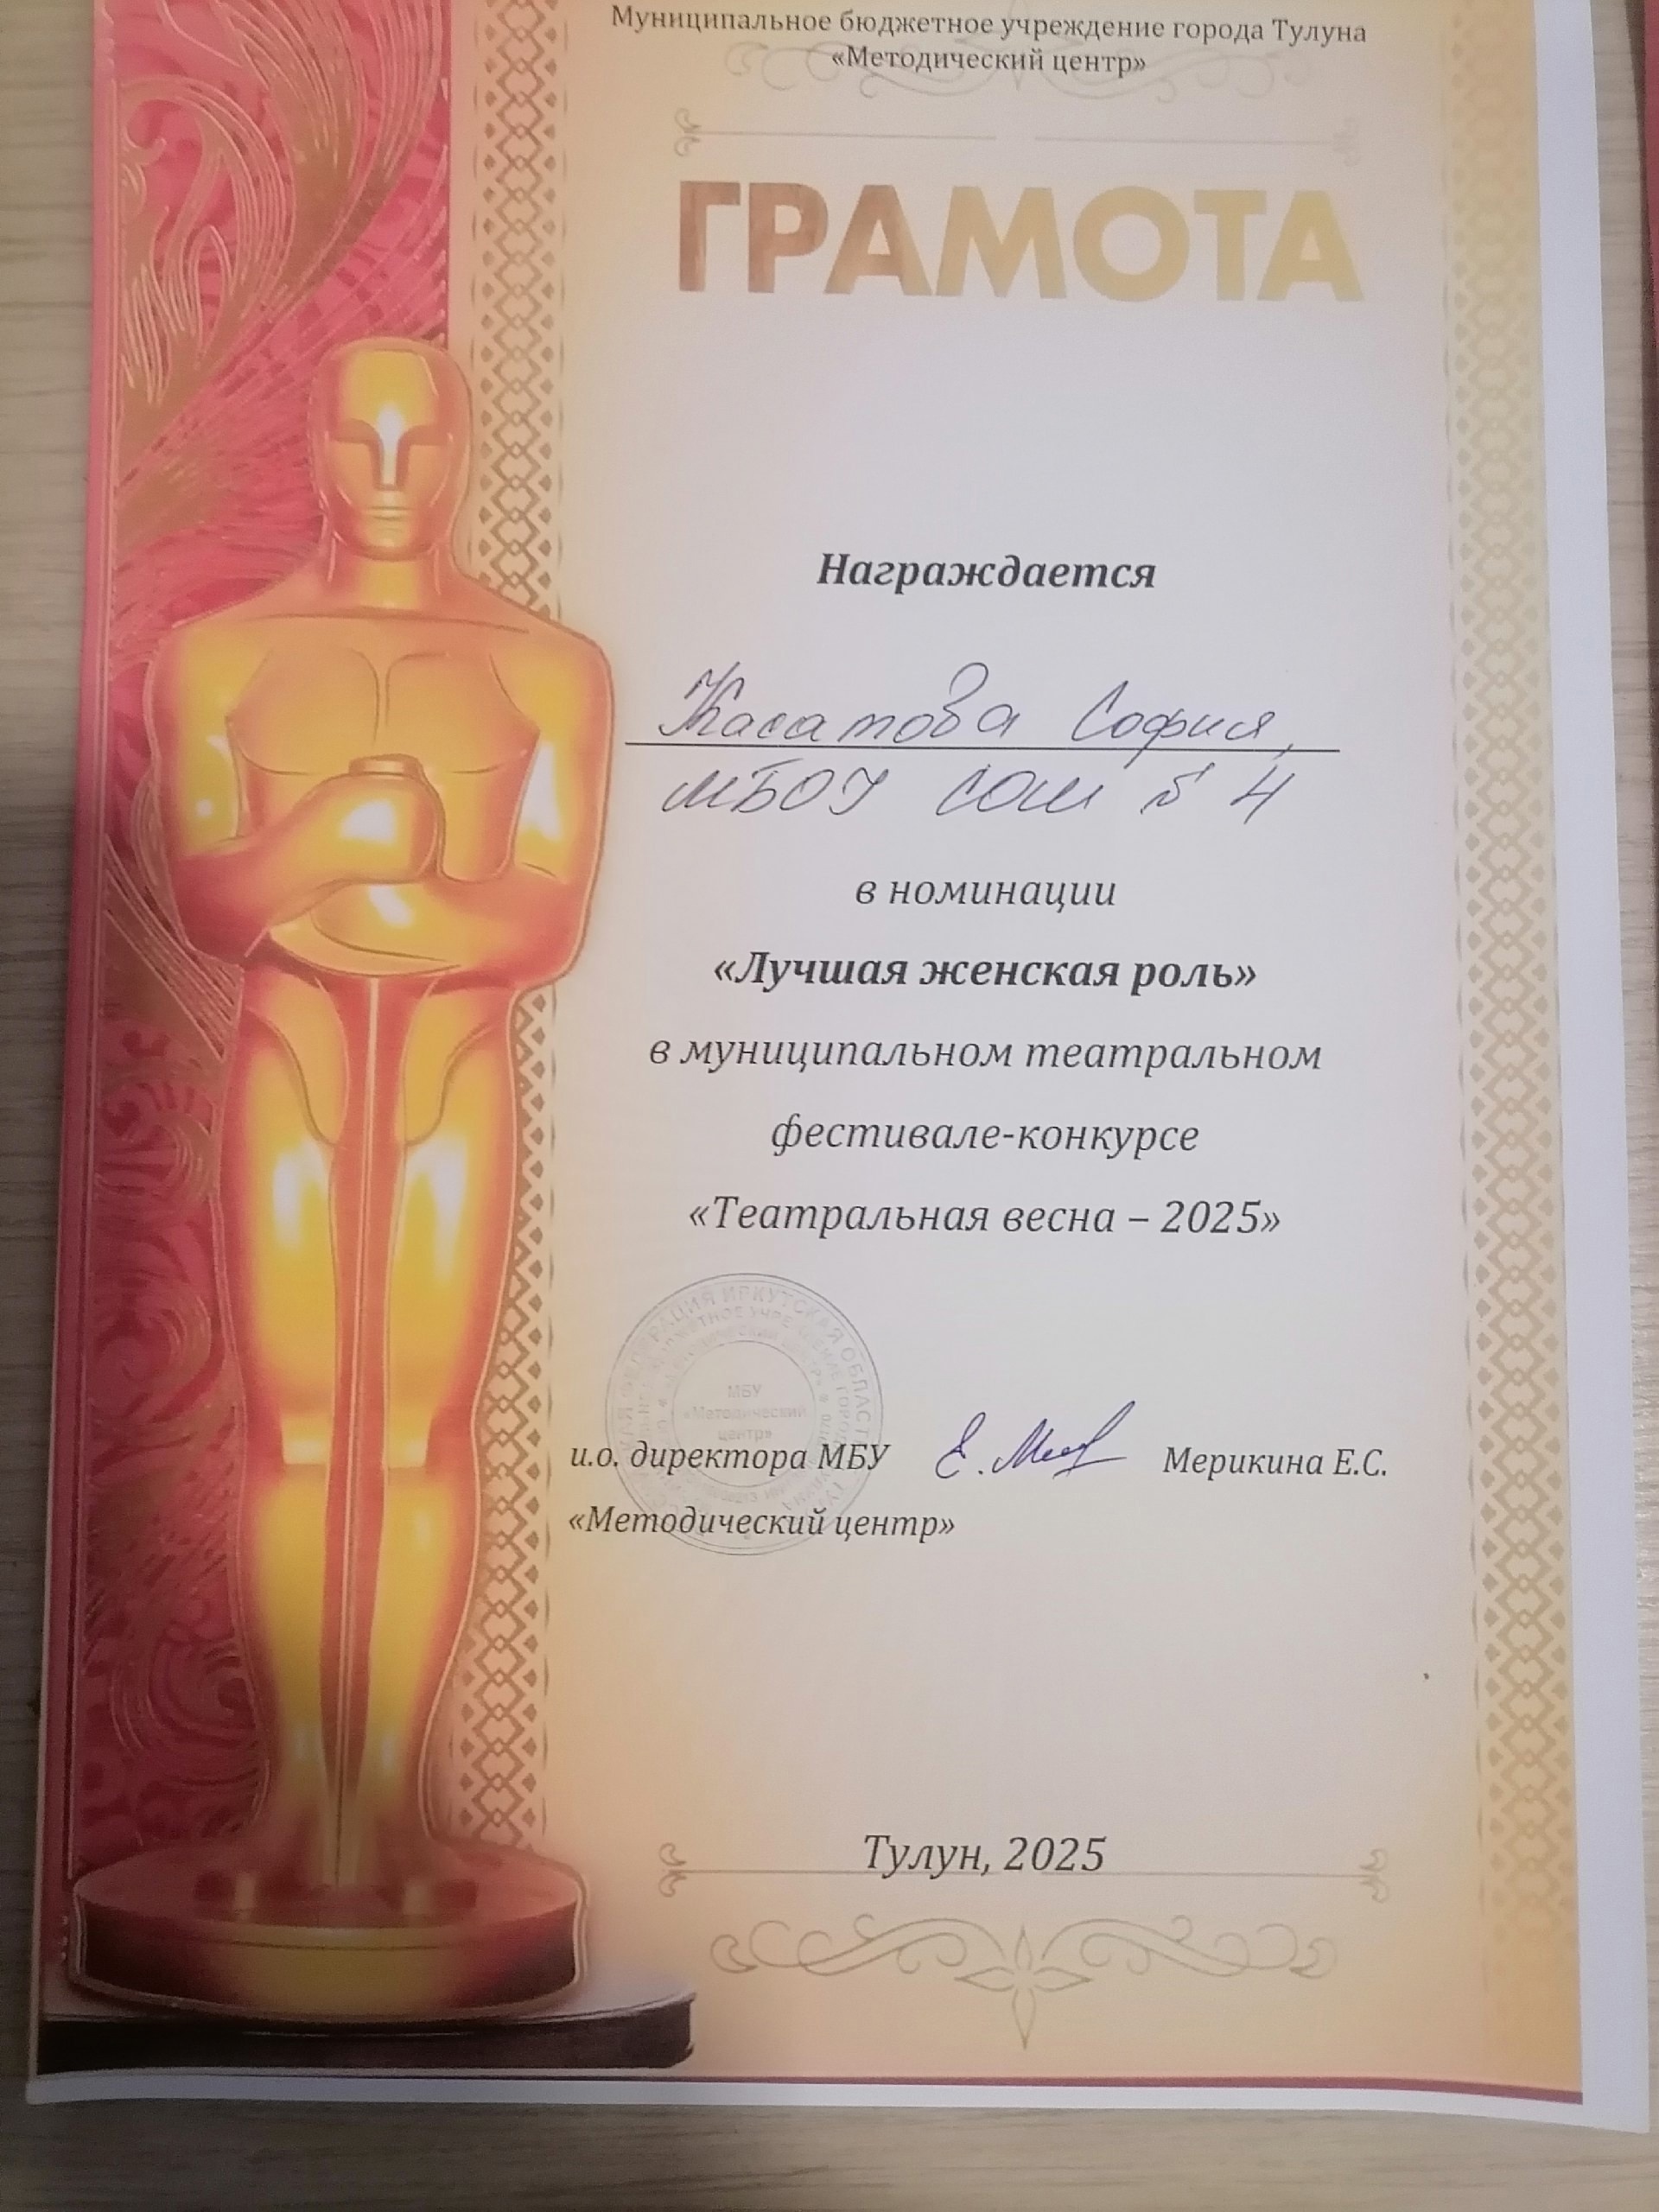 Муниципальное бюджетное учреждение города Тулуна
«Методический центр»
ГРАМОТА
Награждается
Касатова София,
МБОУ СОШ № 4
в номинации
«Лучшая женская роль»
в муниципальном театральном
фестивале-конкурсе
«Театральная весна – 2025»
МБУ
«Методический
центр»
и.о. директора МБУ Мерикина Е.С.
«Методический центр»
Тулун, 2025